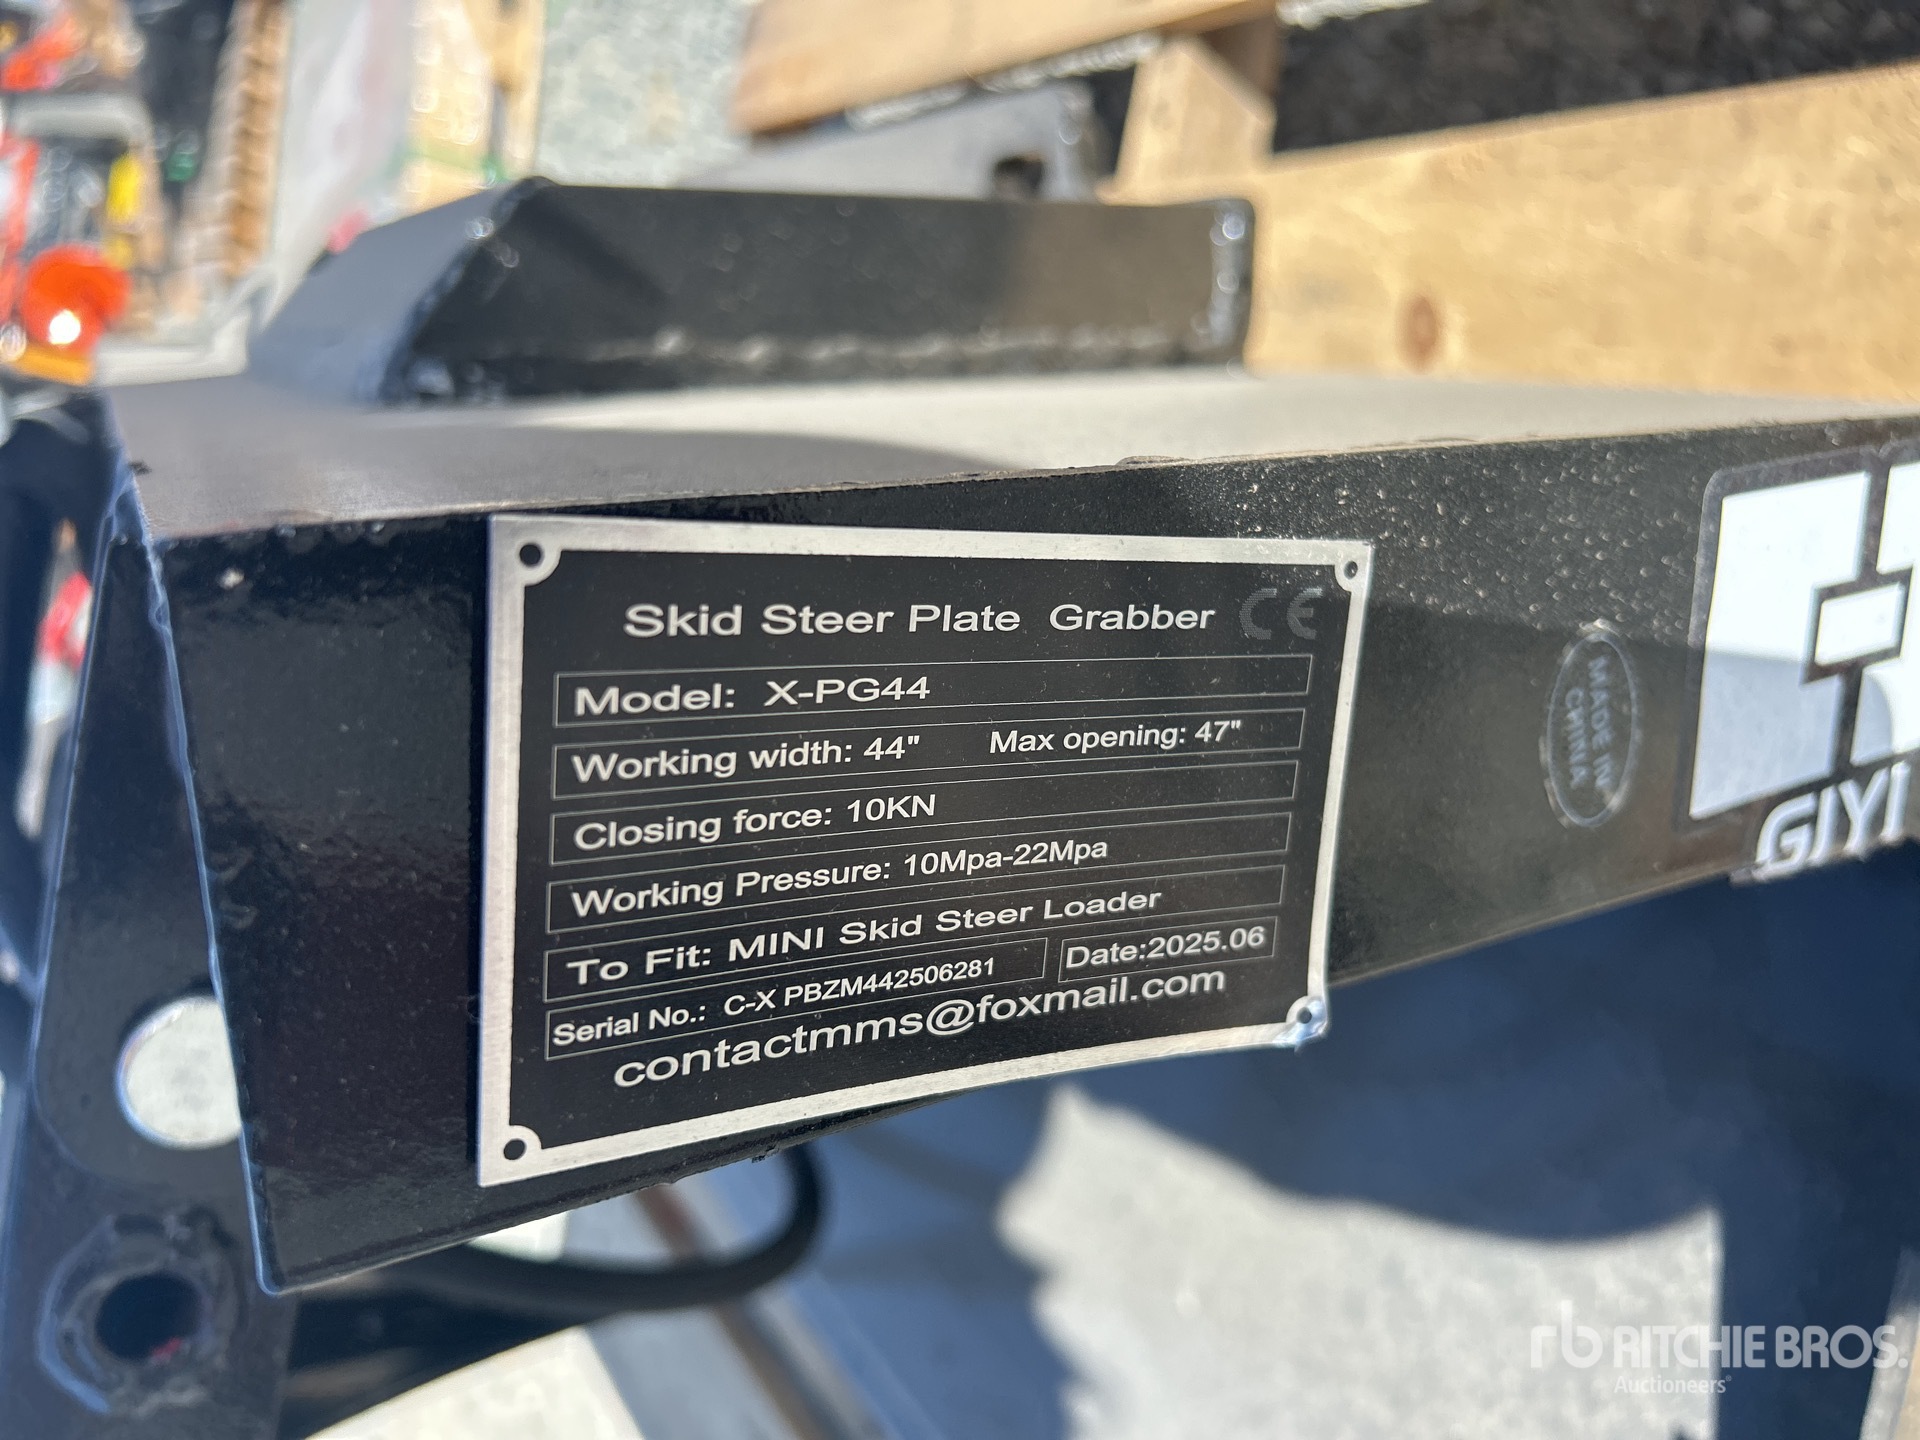 Skid Steer Plate Grabber CE
Model: X-PG44
Working width: 44" Max opening: 47"
Closing force: 10KN
Working Pressure: 10Mpa-22Mpa
To Fit: MINI Skid Steer Loader
Serial No.: C-X PBZM442506281 Date:2025.06
contactmms@foxmail.com
MADE IN
CHINA
GIYI
rb RITCHIE BROS.
Auctioneers